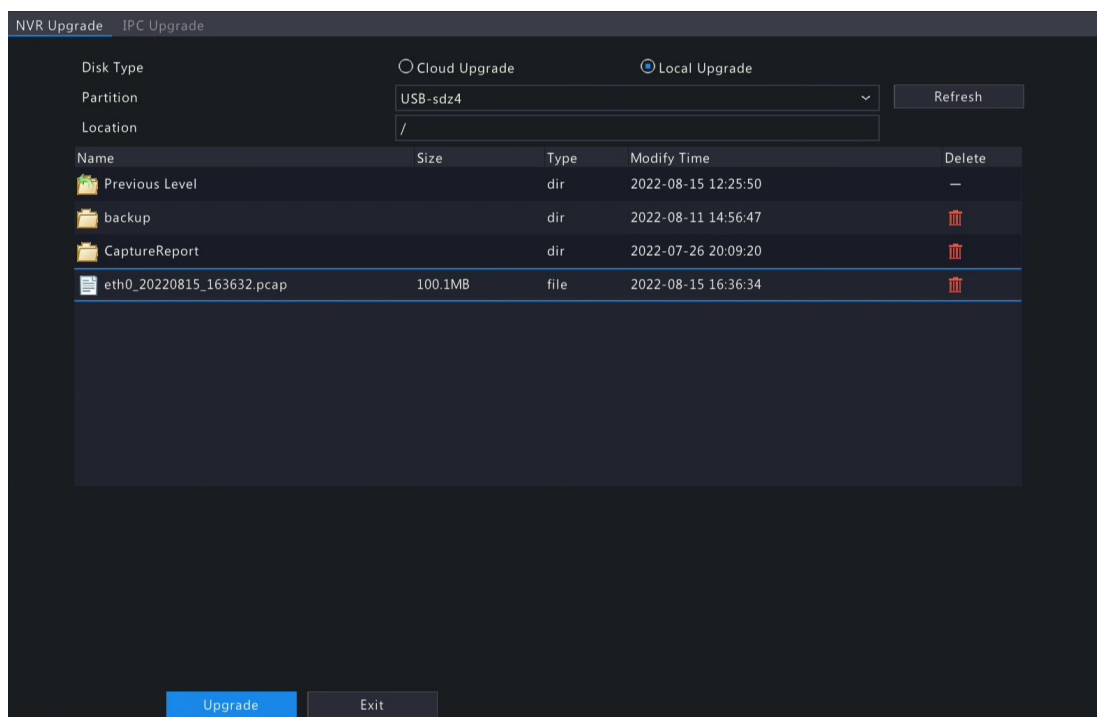 NVR Upgrade IPC Upgrade
Disk Type Cloud Upgrade Local Upgrade
Partition USB-sdz4 Refresh
Location /
Name Size Type Modify Time Delete
Previous Level dir 2022-08-15 12:25:50 —
backup dir 2022-08-11 14:56:47
CaptureReport dir 2022-07-26 20:09:20
eth0_20220815_163632.pcap 100.1MB file 2022-08-15 16:36:34
Upgrade Exit